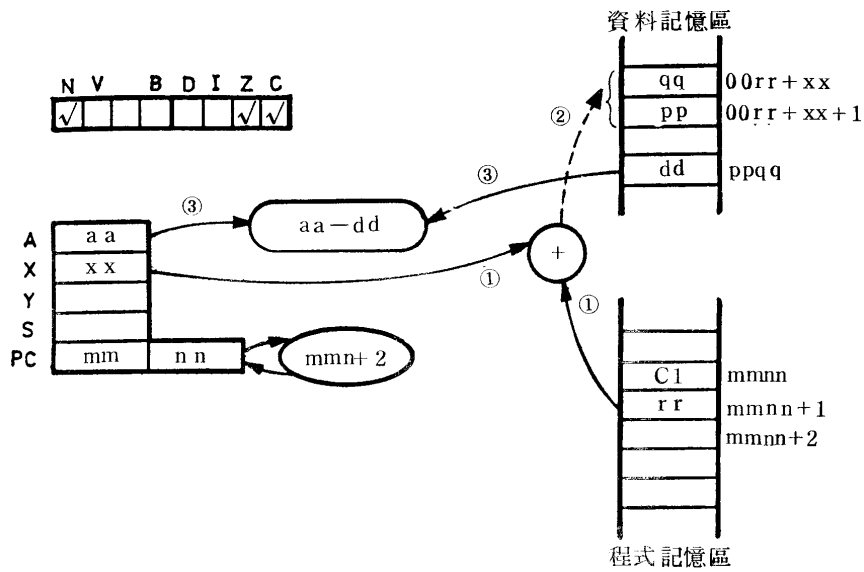 資料記憶區
N V B D I Z C
√ √ √
qq 00rr+xx
pp 00rr+xx+1
②
dd ppqq
③ ③
aa－dd
A aa
X xx
+
① ①
Y
S
PC mm nn
mmn+2
C1 mmnn
rr mmnn+1
mmnn+2
程式記憶區